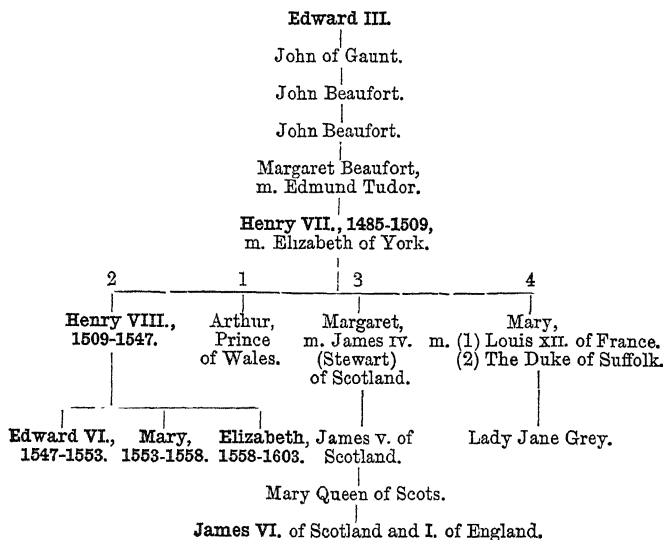 Edward III.
John of Gaunt.
John Beaufort.
John Beaufort.
Margaret Beaufort,
m. Edmund Tudor.
Henry VII., 1485-1509,
m. Elizabeth of York.
2 1 3 4
Henry VIII.,
1509-1547.
Arthur,
Prince
of Wales.
Margaret,
m. James IV.
(Stewart)
of Scotland.
Mary,
m. (1) Louis XII. of France.
(2) The Duke of Suffolk.
Edward VI.,
1547-1553.
Mary,
1553-1558.
Elizabeth,
1558-1603.
James V. of
Scotland.
Lady Jane Grey.
Mary Queen of Scots.
James VI. of Scotland and I. of England.